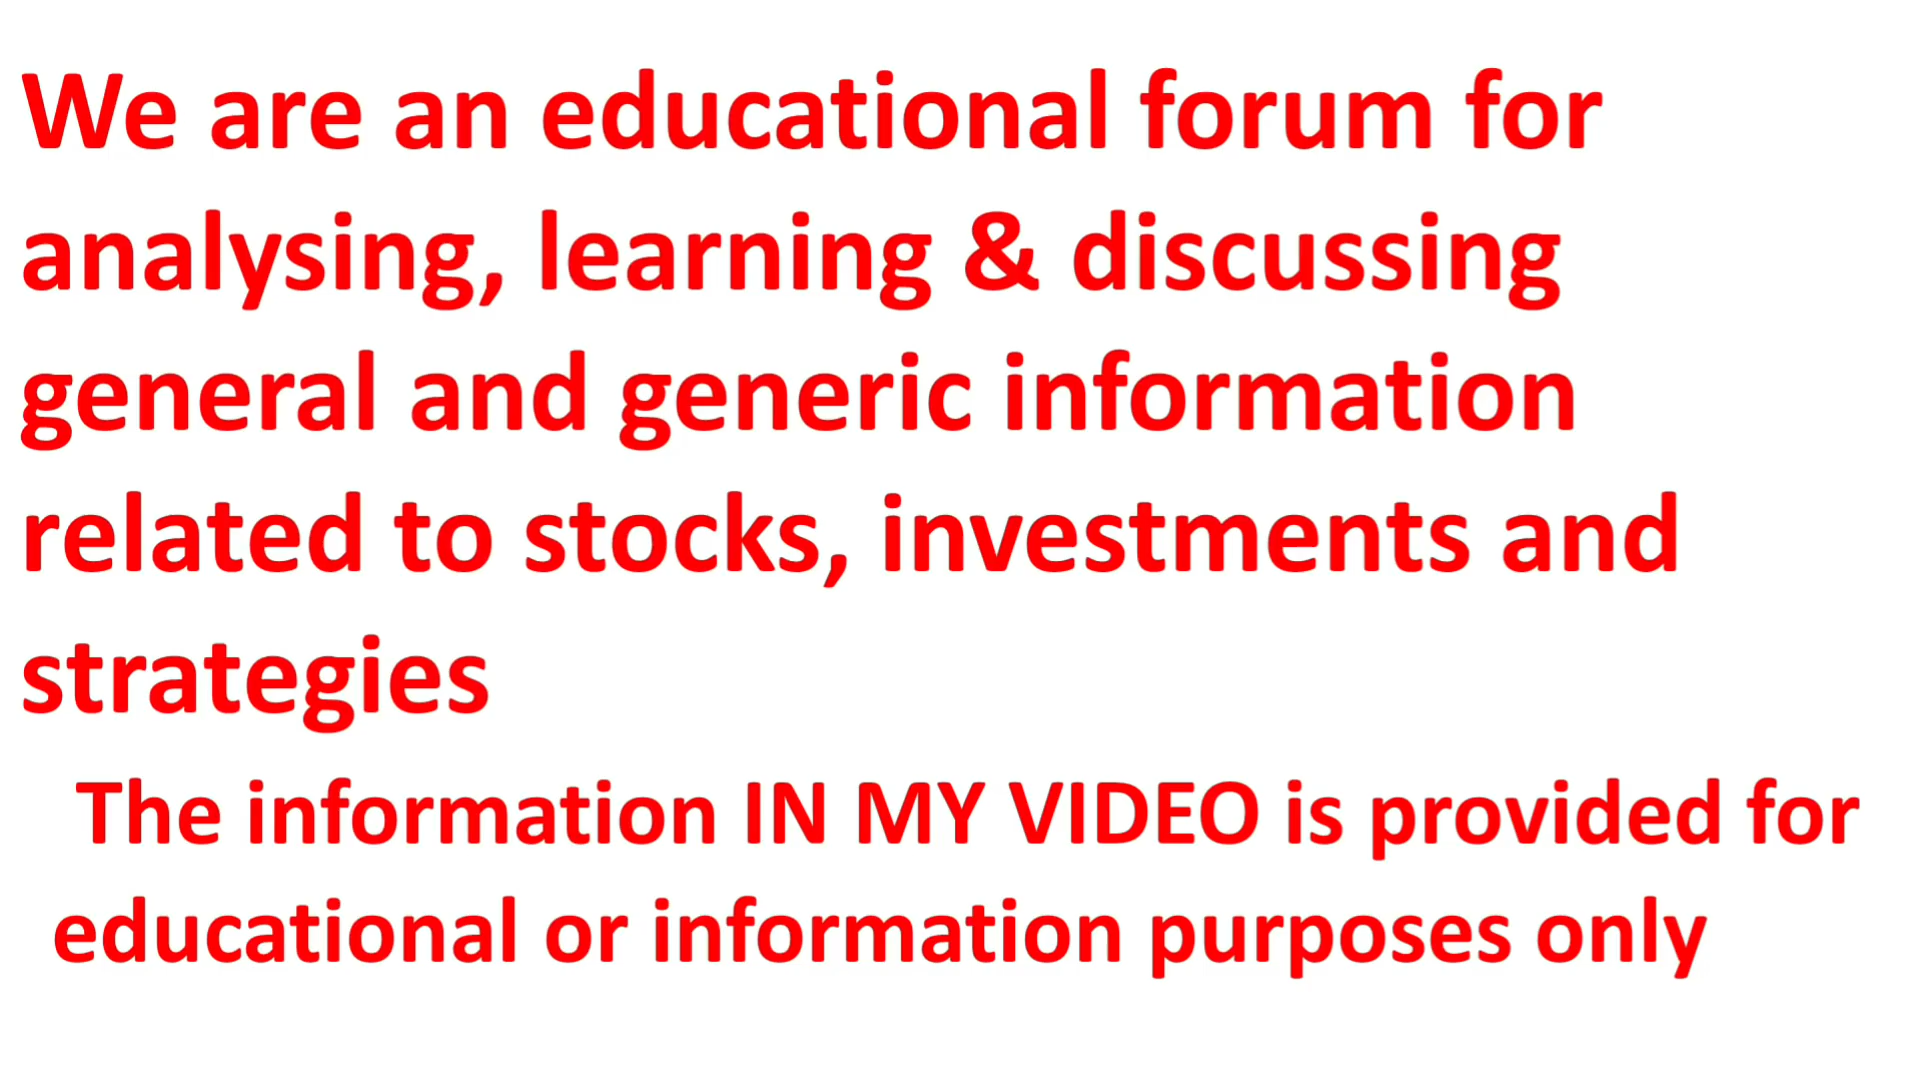 We are an educational forum for
analysing, learning & discussing
general and generic information
related to stocks, investments and
strategies
The information IN MY VIDEO is provided for
educational or information purposes only